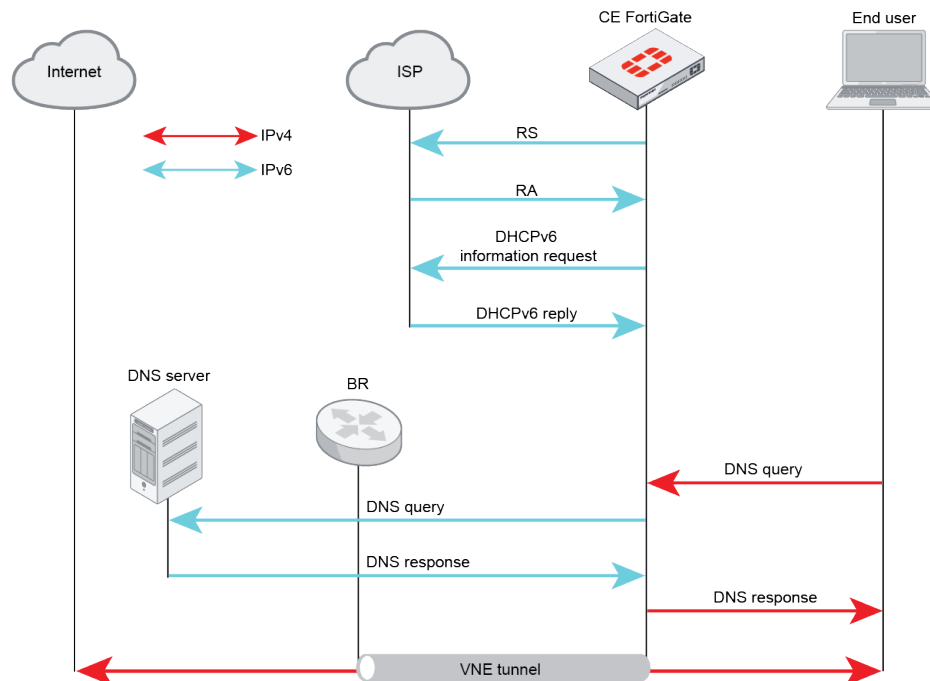 CE FortiGate
End user
Internet
ISP
IPv4
IPv6
RS
RA
DHCPv6
information request
DHCPv6 reply
DNS server
BR
DNS query
DNS query
DNS response
DNS response
VNE tunnel